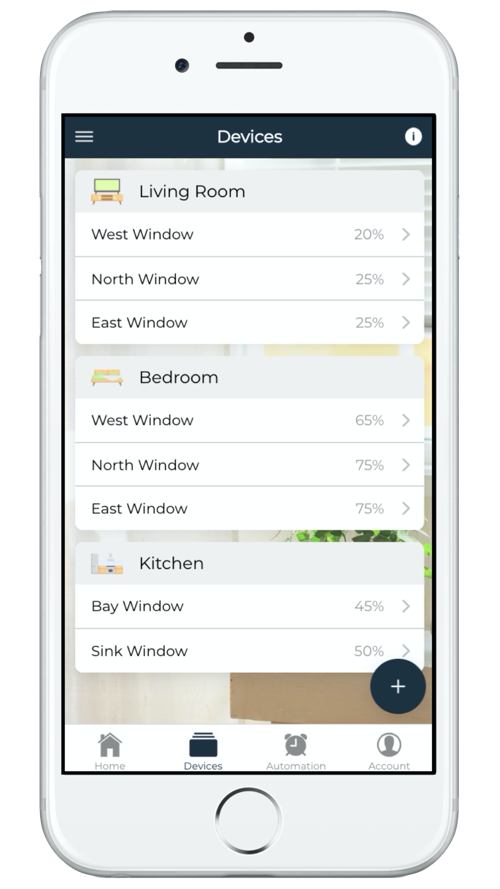 Devices
Living Room
West Window 20%
North Window 25%
East Window 25%
Bedroom
West Window 65%
North Window 75%
East Window 75%
Kitchen
Bay Window 45%
Sink Window 50%
+
Home Devices Automation Account